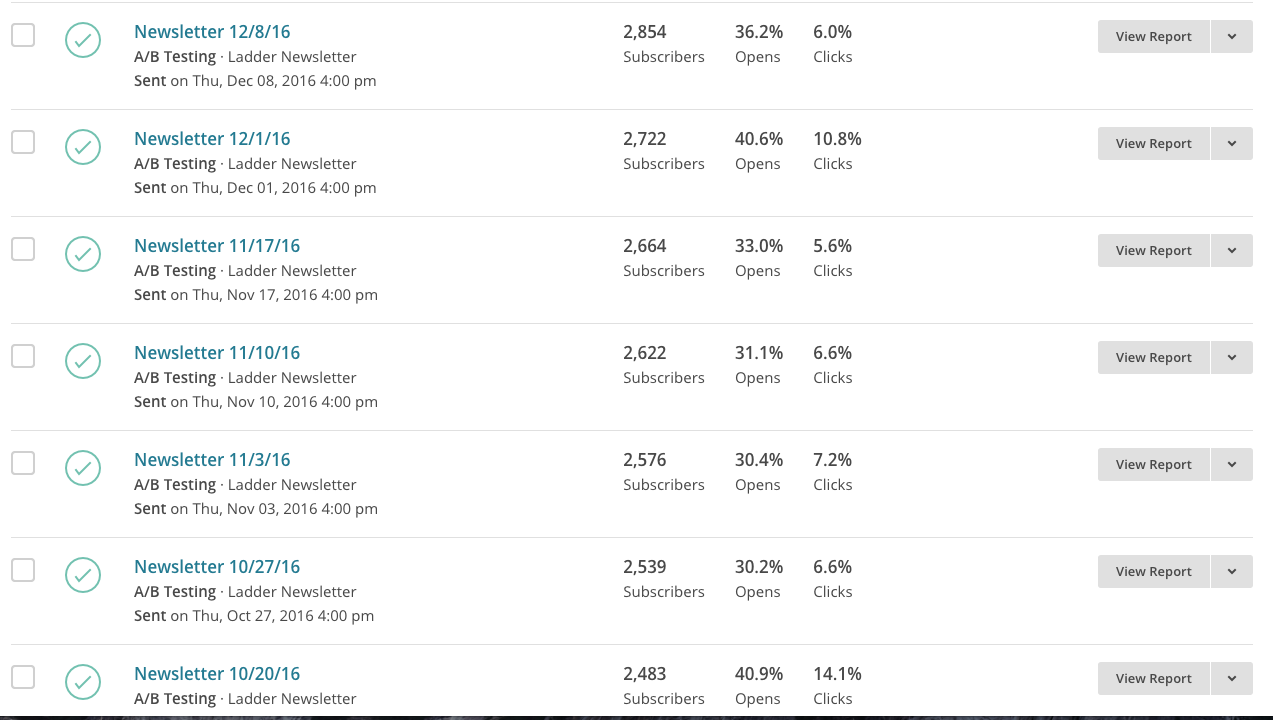 Newsletter 12/8/16 2,854 36.2% 6.0% View Report
A/B Testing · Ladder Newsletter Subscribers Opens Clicks
Sent on Thu, Dec 08, 2016 4:00 pm
Newsletter 12/1/16 2,722 40.6% 10.8% View Report
A/B Testing · Ladder Newsletter Subscribers Opens Clicks
Sent on Thu, Dec 01, 2016 4:00 pm
Newsletter 11/17/16 2,664 33.0% 5.6% View Report
A/B Testing · Ladder Newsletter Subscribers Opens Clicks
Sent on Thu, Nov 17, 2016 4:00 pm
Newsletter 11/10/16 2,622 31.1% 6.6% View Report
A/B Testing · Ladder Newsletter Subscribers Opens Clicks
Sent on Thu, Nov 10, 2016 4:00 pm
Newsletter 11/3/16 2,576 30.4% 7.2% View Report
A/B Testing · Ladder Newsletter Subscribers Opens Clicks
Sent on Thu, Nov 03, 2016 4:00 pm
Newsletter 10/27/16 2,539 30.2% 6.6% View Report
A/B Testing · Ladder Newsletter Subscribers Opens Clicks
Sent on Thu, Oct 27, 2016 4:00 pm
Newsletter 10/20/16 2,483 40.9% 14.1% View Report
A/B Testing · Ladder Newsletter Subscribers Opens Clicks